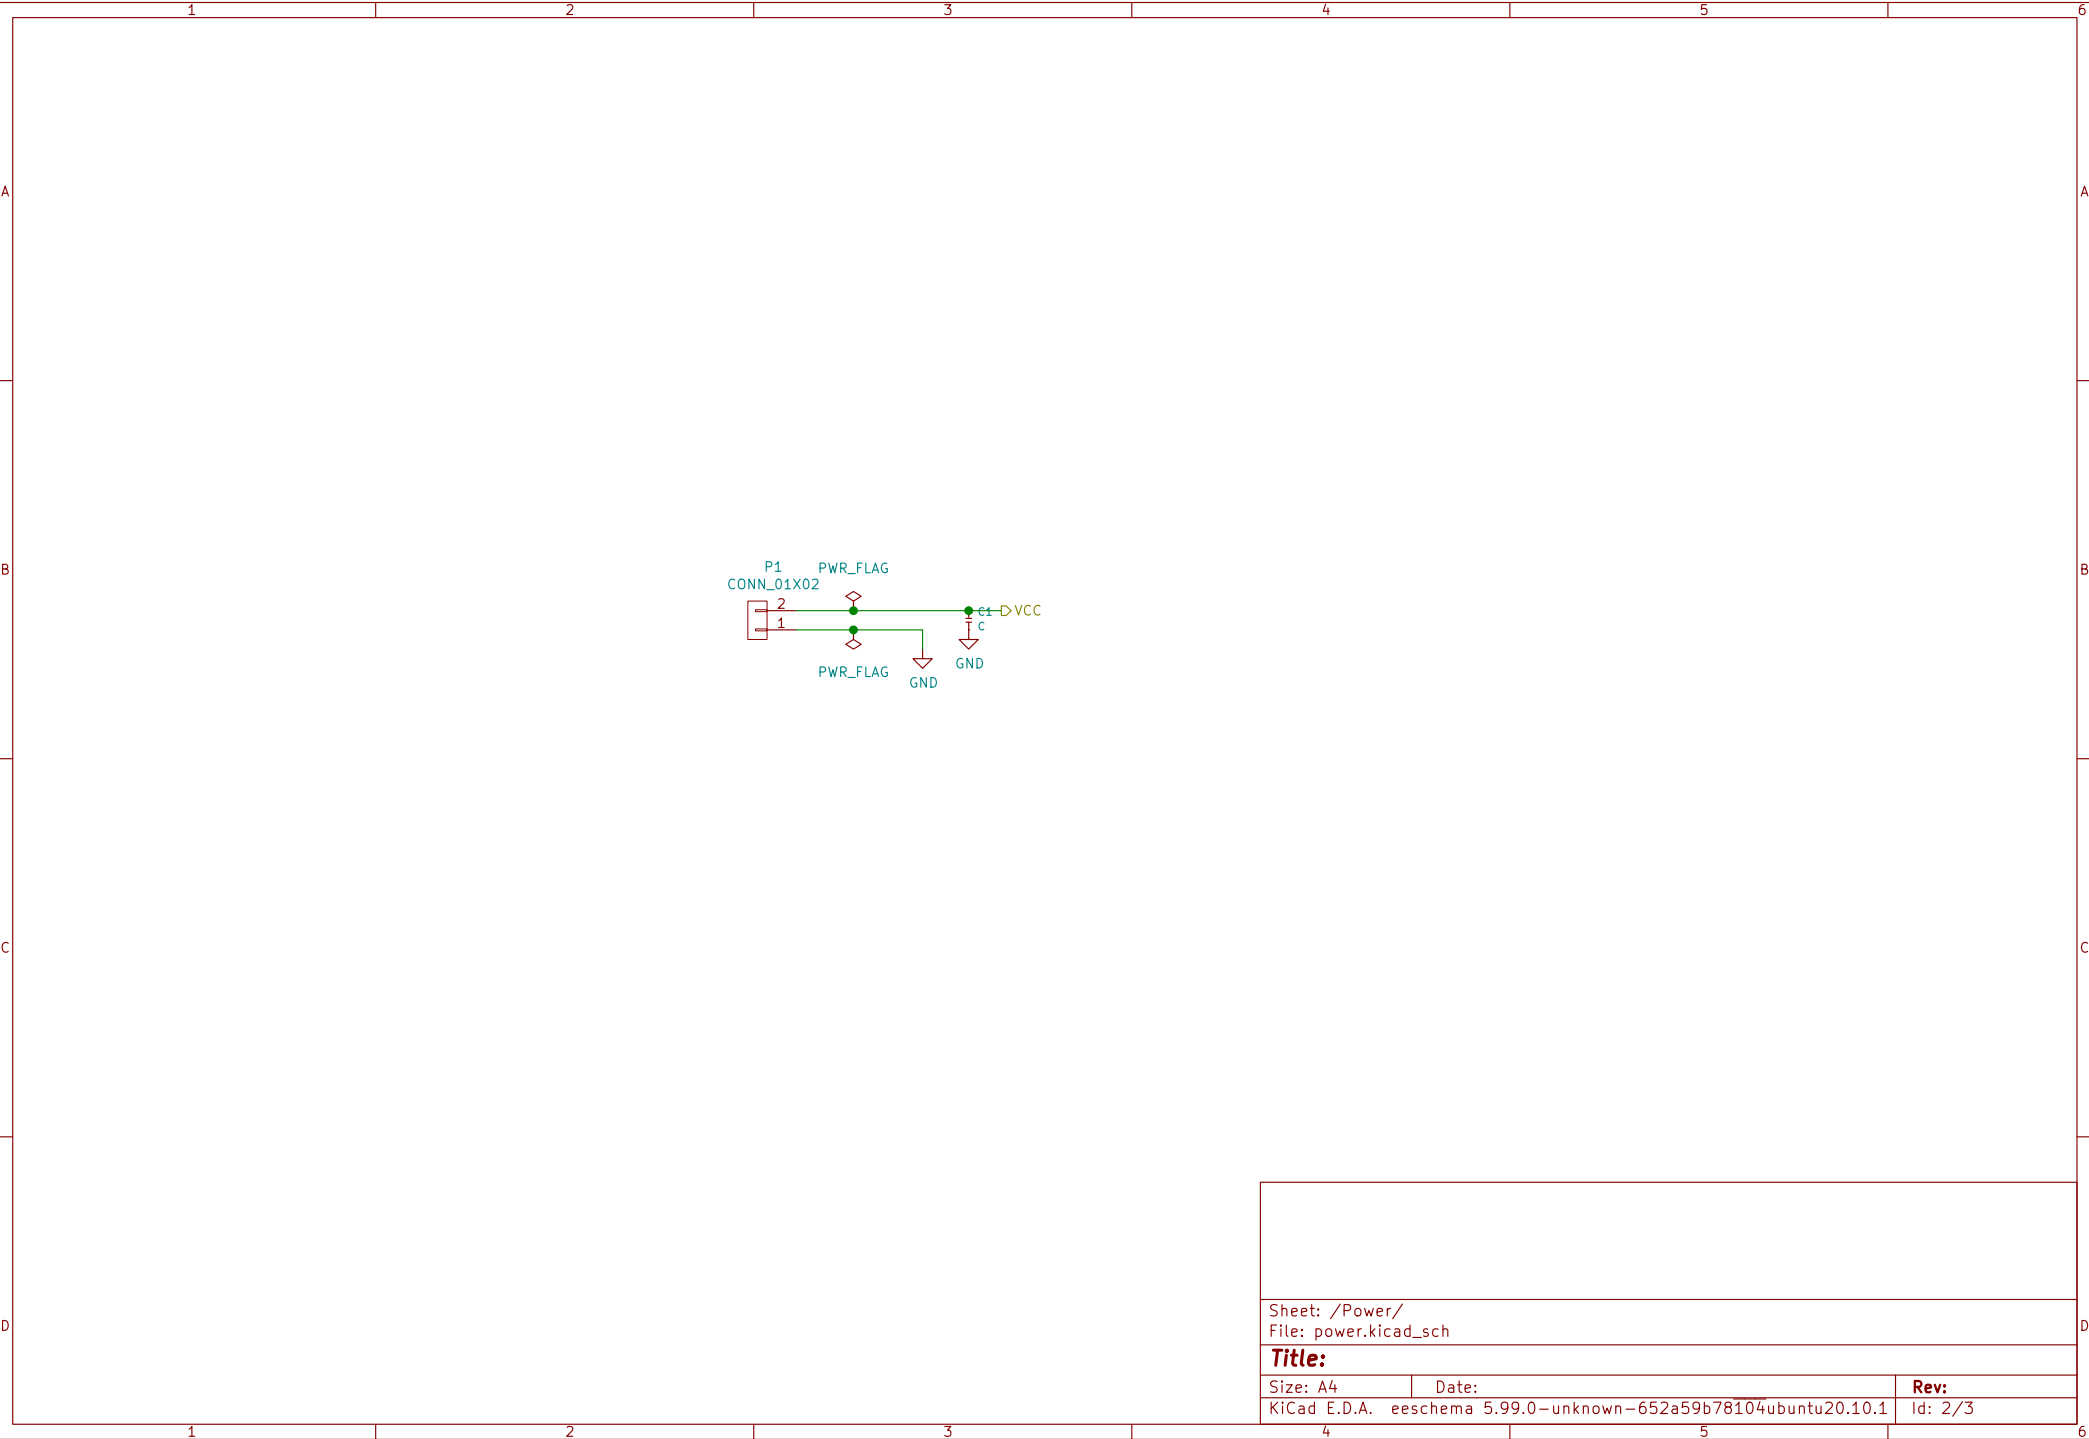 1 2 3 4 5 6
A A
P1 PWR_FLAG
B B
CONN_01X02
2 C1 VCC
1 C
GND
PWR_FLAG
GND
C C
Sheet: /Power/
D D
File: power.kicad_sch
Title:
Size: A4 Date: Rev:
KiCad E.D.A. eeschema 5.99.0-unknown-652a59b78104ubuntu20.10.1 Id: 2/3
1 2 3 4 5 6